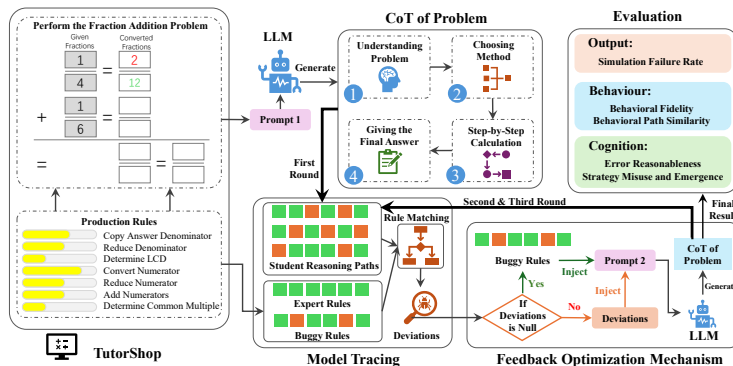 Perform the Fraction Addition Problem
Given
Fractions
Converted
Fractions
1
4
=
2
12
+
1
6
=
=
=
Production Rules
Copy Answer Denominator
Reduce Denominator
Determine LCD
Convert Numerator
Reduce Numerator
Add Numerators
Determine Common Multiple
TutorShop
LLM
Generate
Prompt 1
CoT of Problem
Understanding
Problem
1
Choosing
Method
2
Giving the
Final Answer
4
Step-by-Step
Calculation
3
First
Round
Second & Third Round
Student Reasoning Paths
Rule Matching
Expert Rules
Buggy Rules
Deviations
Model Tracing
Evaluation
Output:
Simulation Failure Rate
Behaviour:
Behavioral Fidelity
Behavioral Path Similarity
Cognition:
Error Reasonableness
Strategy Misuse and Emergence
Final
Result
Buggy Rules
Inject
Prompt 2
CoT of
Problem
Yes
Inject
Generate
If
Deviations
is Null
No
Deviations
LLM
Feedback Optimization Mechanism